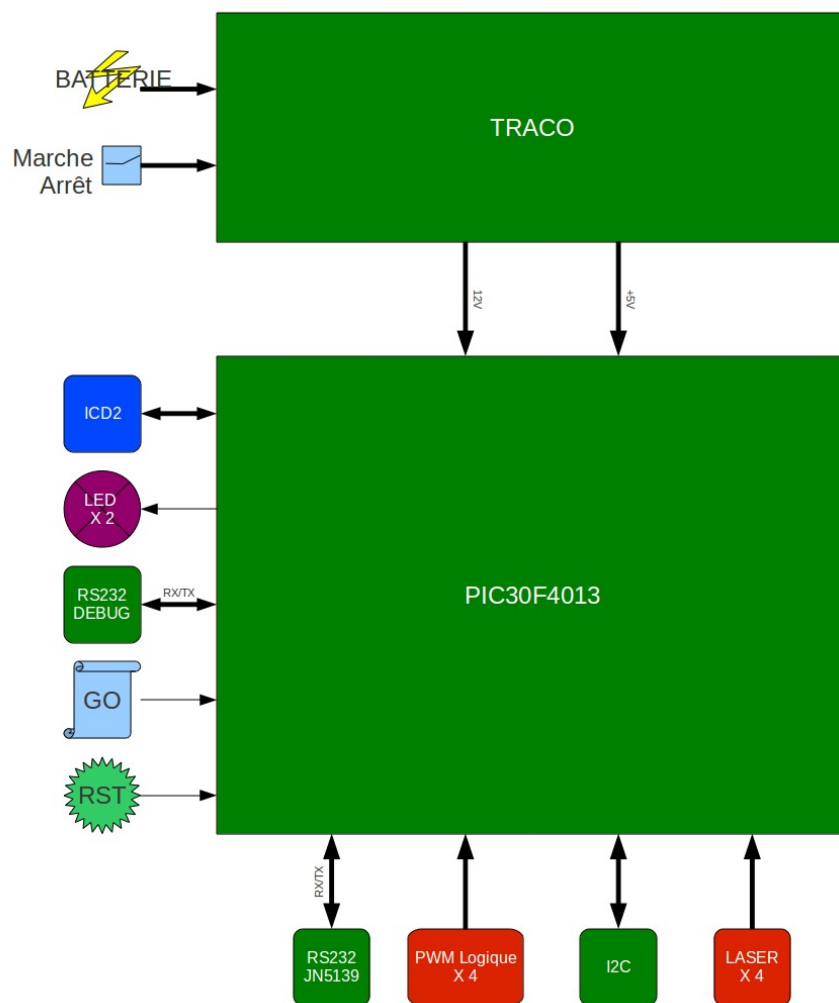 BATTERIE
TRACO
Marche
Arrêt
12V
+5V
ICD2
LED
X 2
PIC30F4013
RS232
DEBUG
RX/TX
GO
RST
RX/TX
RS232
JN5139
PWM Logique
X 4
I2C
LASER
X 4